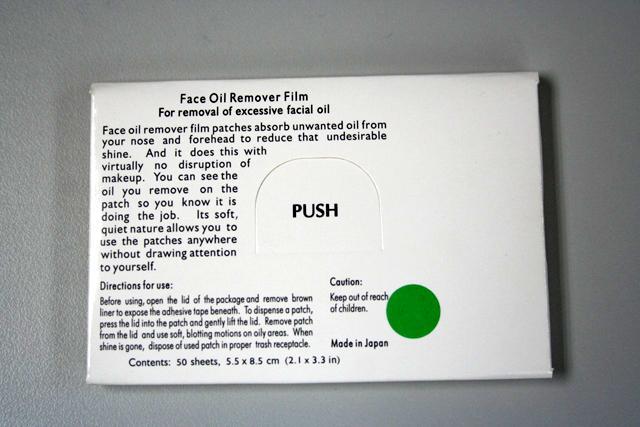 Face Oil Remover Film
For removal of excessive facial oil
Face oil remover film patches absorb unwanted oil from
your nose and forehead to reduce that undesirable
shine. And it does this with
virtually no disruption of
makeup. You can see the
oil you remove on the
patch so you know it is
doing the job. Its soft,
quiet nature allows you to
use the patches anywhere
without drawing attention
to yourself.
PUSH
Directions for use:
Before using, open the lid of the package and remove brown
liner to expose the adhesive tape beneath. To dispense a patch,
press the lid into the patch and gently lift the lid. Remove patch
from the lid and use soft, blotting motions on oily areas. When
shine is gone, dispose of used patch in proper trash receptacle.
Caution:
Keep out of reach
of children.
Made in Japan
Contents: 50 sheets, 5.5 x 8.5 cm (2.1 x 3.3 in)